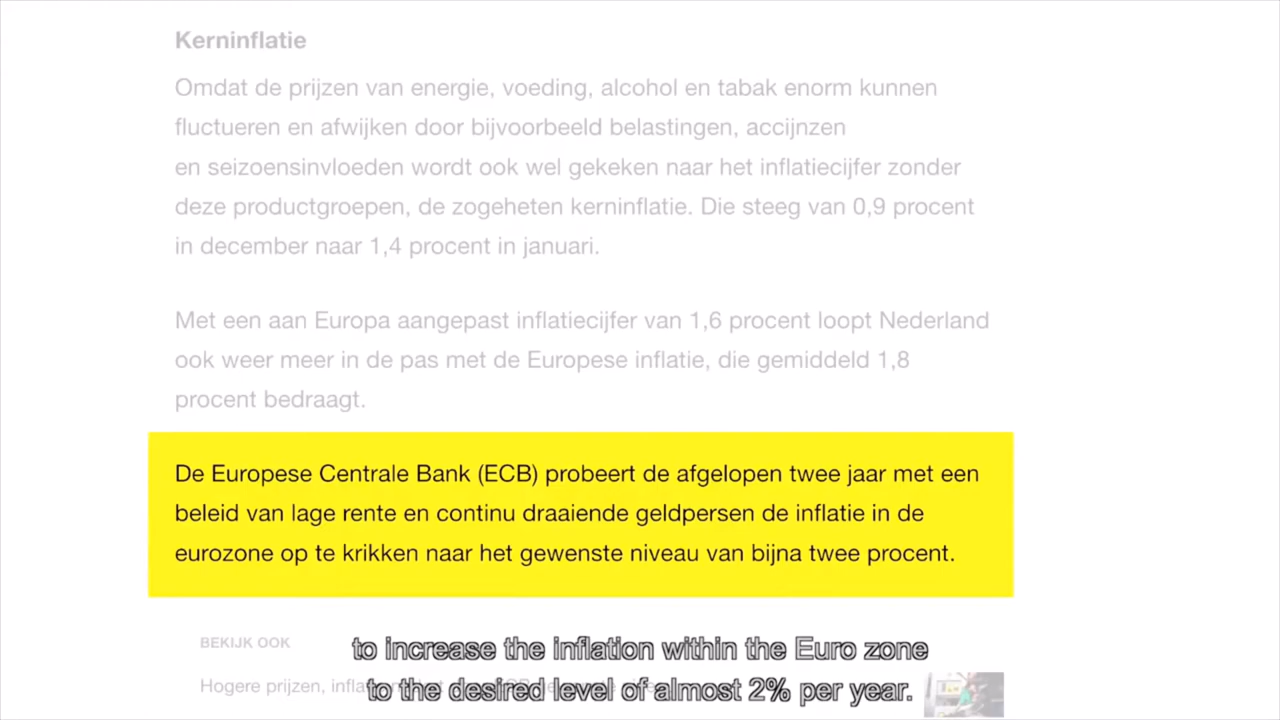 Kerninflatie
Omdat de prijzen van energie, voeding, alcohol en tabak enorm kunnen
fluctueren en afwijken door bijvoorbeeld belastingen, accijnzen
en seizoensinvloeden wordt ook wel gekeken naar het inflatiecijfer zonder
deze productgroepen, de zogeheten kerninflatie. Die steeg van 0,9 procent
in december naar 1,4 procent in januari.
Met een aan Europa aangepast inflatiecijfer van 1,6 procent loopt Nederland
ook weer meer in de pas met de Europese inflatie, die gemiddeld 1,8
procent bedraagt.
De Europese Centrale Bank (ECB) probeert de afgelopen twee jaar met een
beleid van lage rente en continu draaiende geldpersen de inflatie in de
eurozone op te krikken naar het gewenste niveau van bijna twee procent.
BEKIJK OOK
Hogere prijzen,
to increase the inflation within the Euro zone
to the desired level of almost 2% per year.